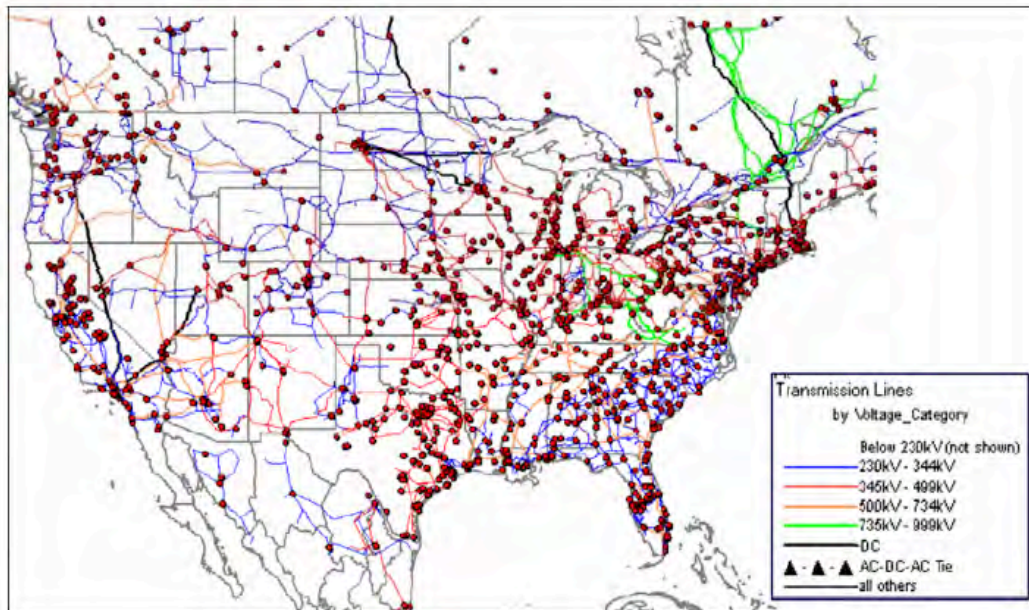 Transmission Lines
by Voltage_Category
Below 230kV (not shown)
230kV - 344kV
345kV - 499kV
500kV - 734kV
735kV - 999kV
DC
AC-DC-AC Tie
all others